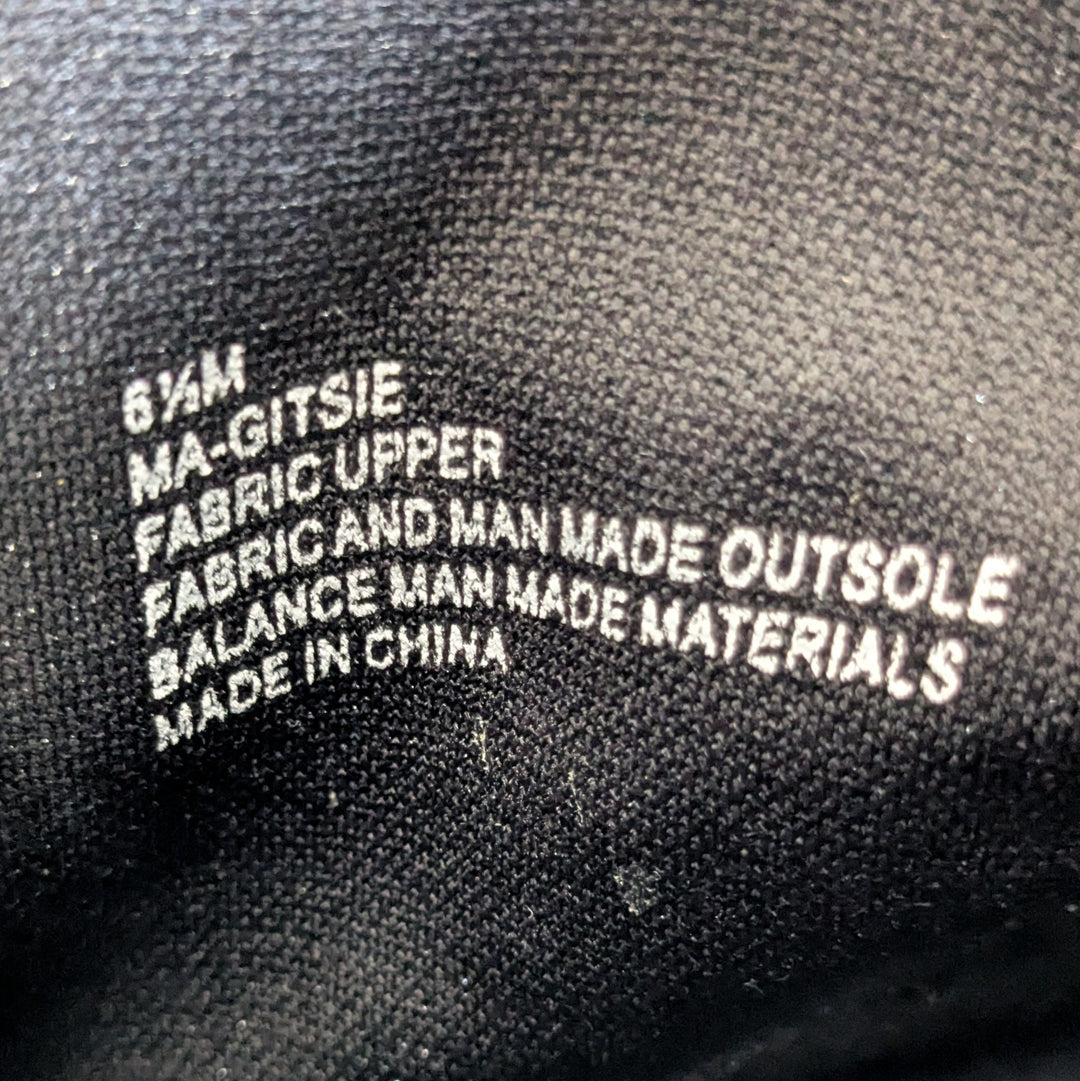 6½M
MA-GITSIE
FABRIC UPPER
FABRIC AND MAN MADE OUTSOLE
BALANCE MAN MADE MATERIALS
MADE IN CHINA